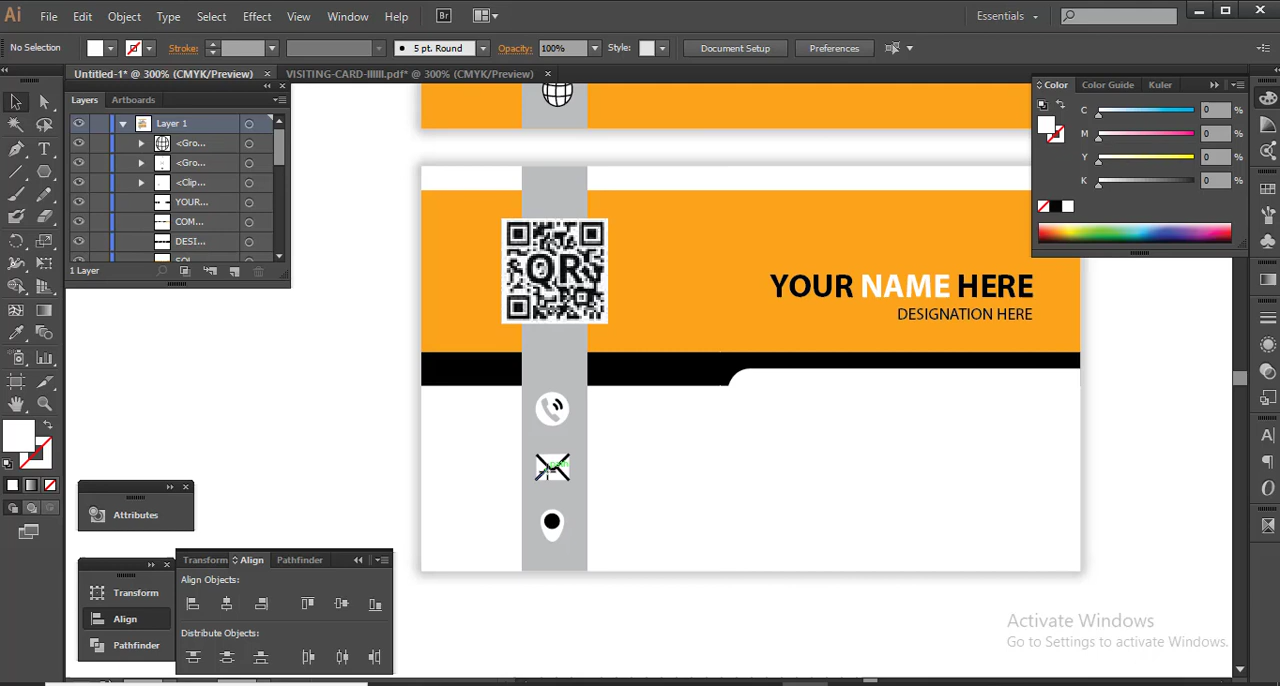 Ai File Edit Object Type Select Effect View Window Help Br Essentials
No Selection Stroke: 5 pt. Round Opacity: 100% Style: Document Setup Preferences
Untitled-1* @ 300% (CMYK/Preview) × VISITING-CARD-llllll.pdf* @ 300% (CMYK/Preview) ×
Layers Artboards
Layer 1
<Gro...
<Gro...
<Clip...
YOUR...
COM...
DESI...
1 Layer
Color Color Guide Kuler
C 0 %
M 0 %
Y 0 %
K 0 %
QR
YOUR NAME HERE
DESIGNATION HERE
path
Attributes
Transform
Align
Pathfinder
Transform Align Pathfinder
Align Objects:
Distribute Objects:
Activate Windows
Go to Settings to activate Windows.